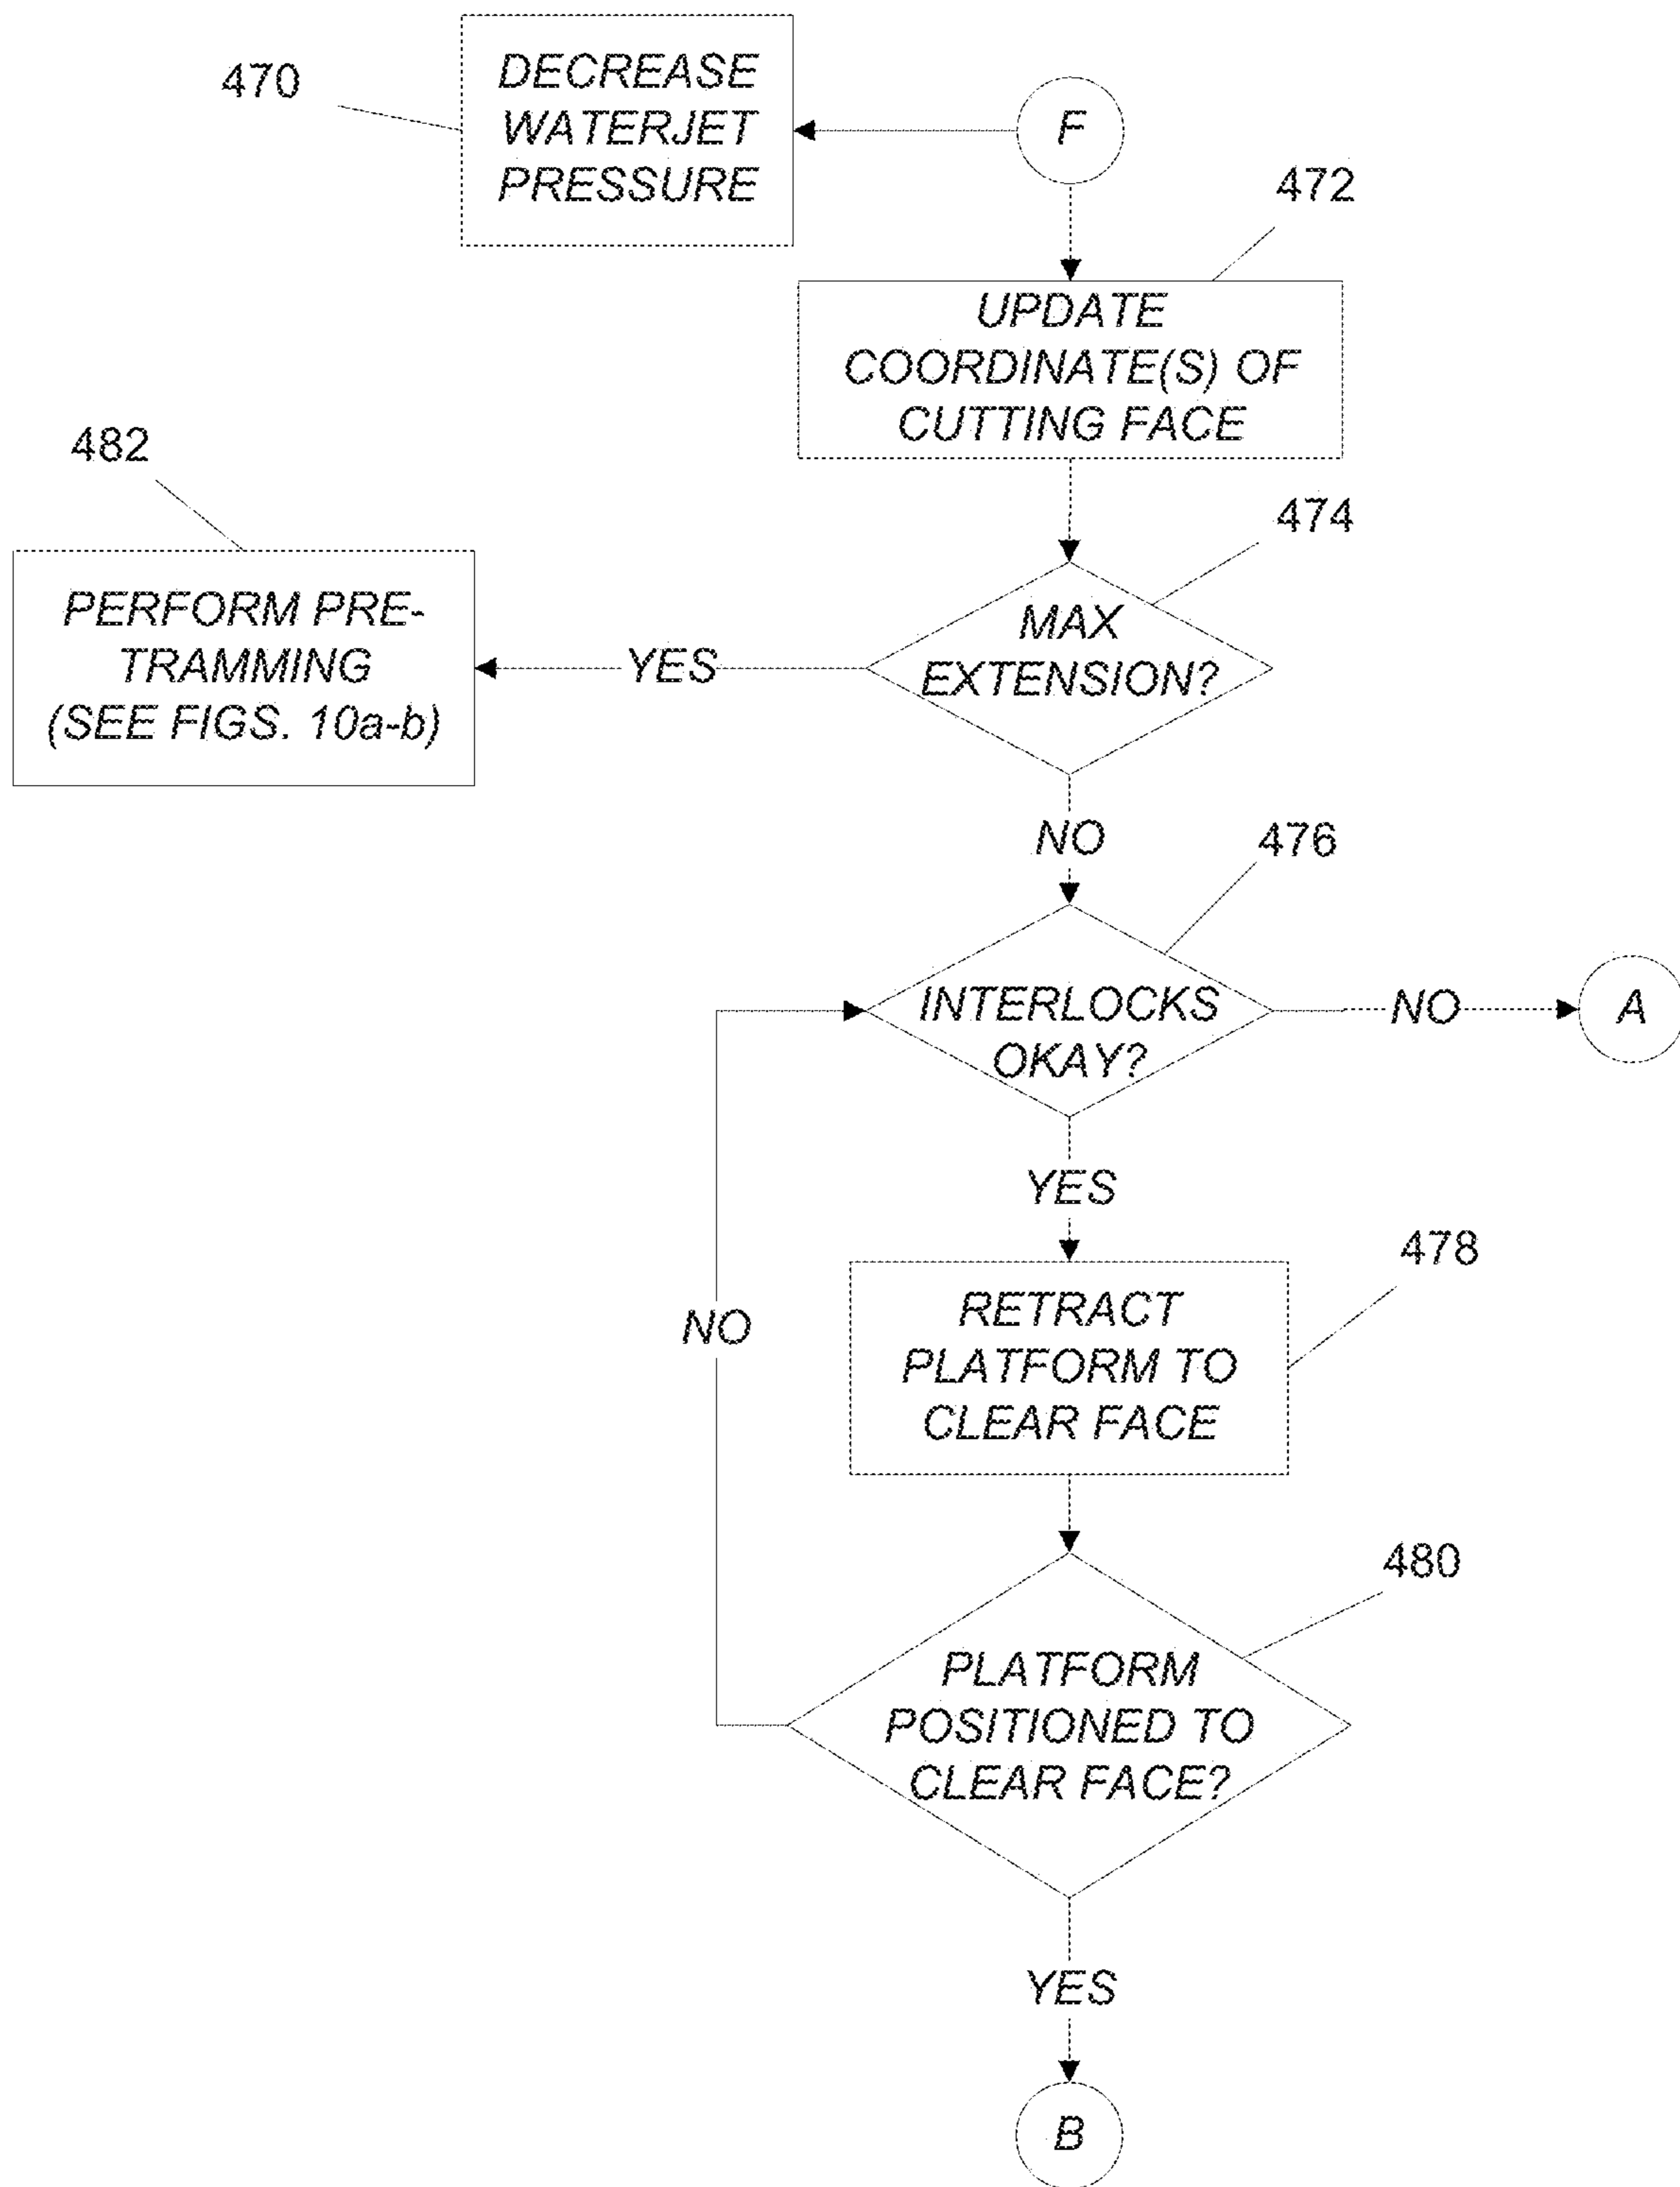 470
DECREASE
WATERJET
PRESSURE
F
472
UPDATE
COORDINATE(S) OF
CUTTING FACE
482
474
PERFORM PRE-
TRAMMING
(SEE FIGS. 10a-b)
YES
MAX
EXTENSION?
NO
476
INTERLOCKS
OKAY?
NO
A
YES
478
NO
RETRACT
PLATFORM TO
CLEAR FACE
480
PLATFORM
POSITIONED TO
CLEAR FACE?
YES
B